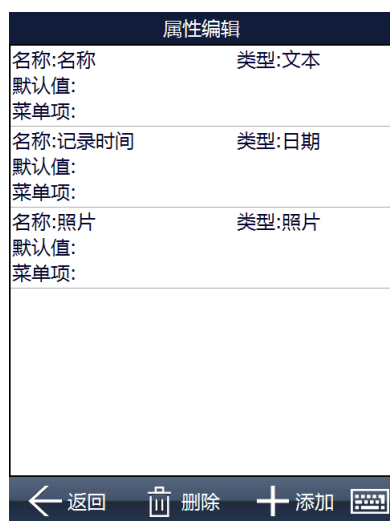 属性编辑
名称:名称 类型:文本
默认值:
菜单项:
名称:记录时间 类型:日期
默认值:
菜单项:
名称:照片 类型:照片
默认值:
菜单项:
返回 删除 添加